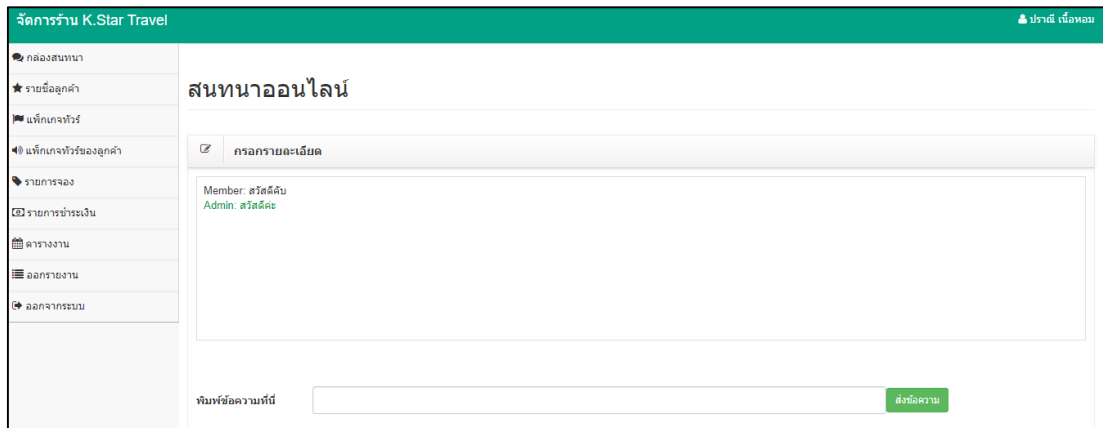 จัดการร้าน K.Star Travel
ปราณี เนื้อหอม
กล่องสนทนา
รายชื่อลูกค้า
แพ็กเกจทัวร์
แพ็กเกจทัวร์ของลูกค้า
รายการจอง
รายการชำระเงิน
ตารางงาน
ออกรายงาน
ออกจากระบบ
สนทนาออนไลน์
กรอกรายละเอียด
Member: สวัสดีคับ
Admin: สวัสดีค่ะ
พิมพ์ข้อความที่นี่
ส่งข้อความ